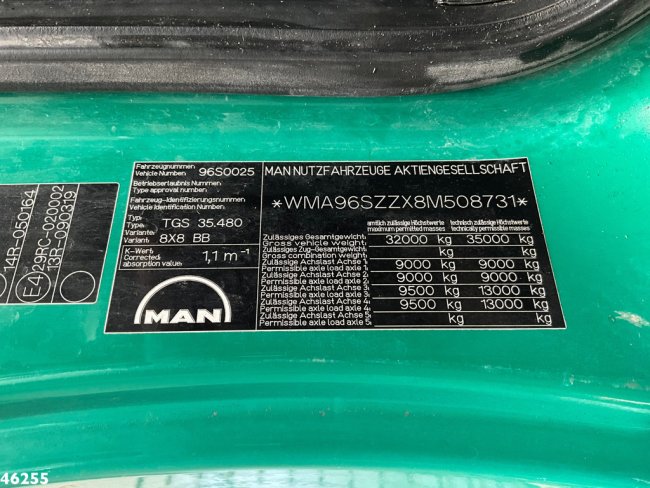 14R-050164
E4 29RC-020002
13R-090319
Fahrzeugnummer
Vehicle Number 96S0025
Betriebserlaubnis Nummer
Type approval number
Fahrzeug-Identifizierungsnummer
Vehicle Identification Number
Typ
Type TGS 35.480
Variante
Variant 8X8 BB
K-Wert
Corrected absorption value: 1,1 m-1
MAN
MAN NUTZFAHRZEUGE AKTIENGESELLSCHAFT
*WMA96SZZX8M508731*
amtlich zulässige Höchstwerte technisch zulässige Höchstwerte
maximum permitted masses technically permitted masses
Zulässiges Gesamtgewicht:
Gross vehicle weight: 32000 kg 35000 kg
Zulässiges Zug-Gesamtgewicht:
Gross combination weight: kg kg
Zulässige Achslast Achse 1:
Permissible axle load axle 1: 9000 kg 9000 kg
Zulässige Achslast Achse 2:
Permissible axle load axle 2: 9000 kg 9000 kg
Zulässige Achslast Achse 3:
Permissible axle load axle 3: 9500 kg 13000 kg
Zulässige Achslast Achse 4:
Permissible axle load axle 4: 9500 kg 13000 kg
Zulässige Achslast Achse 5:
Permissible axle load axle 5: kg kg
46255